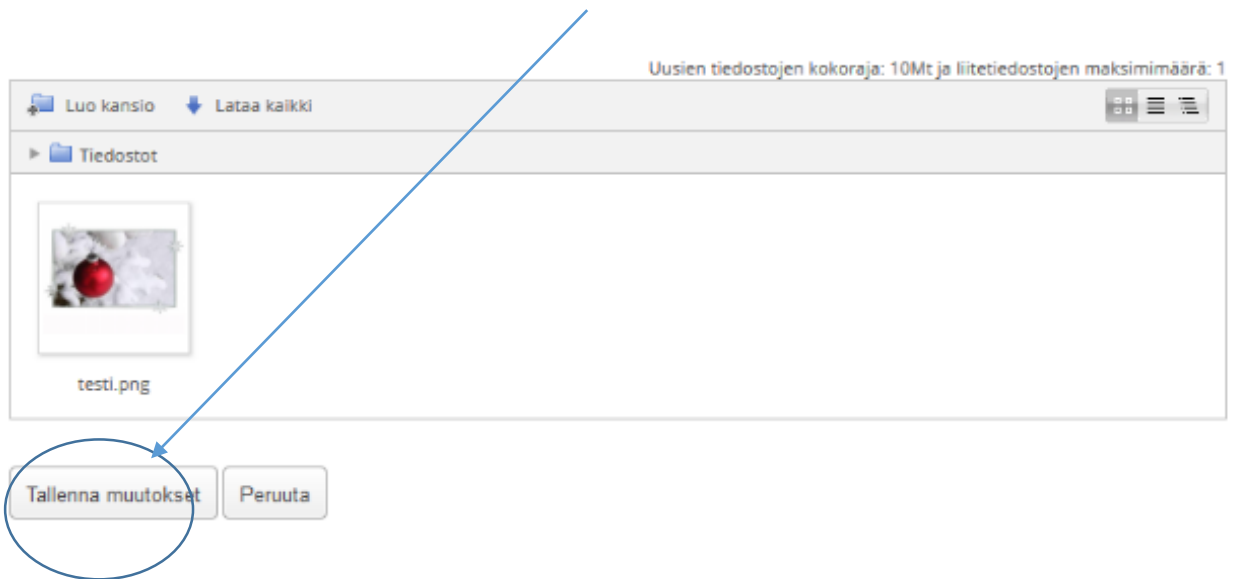 Uusien tiedostojen kokoraja: 10Mt ja liitetiedostojen maksimimäärä: 1
Luo kansio Lataa kaikki
Tiedostot
testi.png
Tallenna muutokset Peruuta